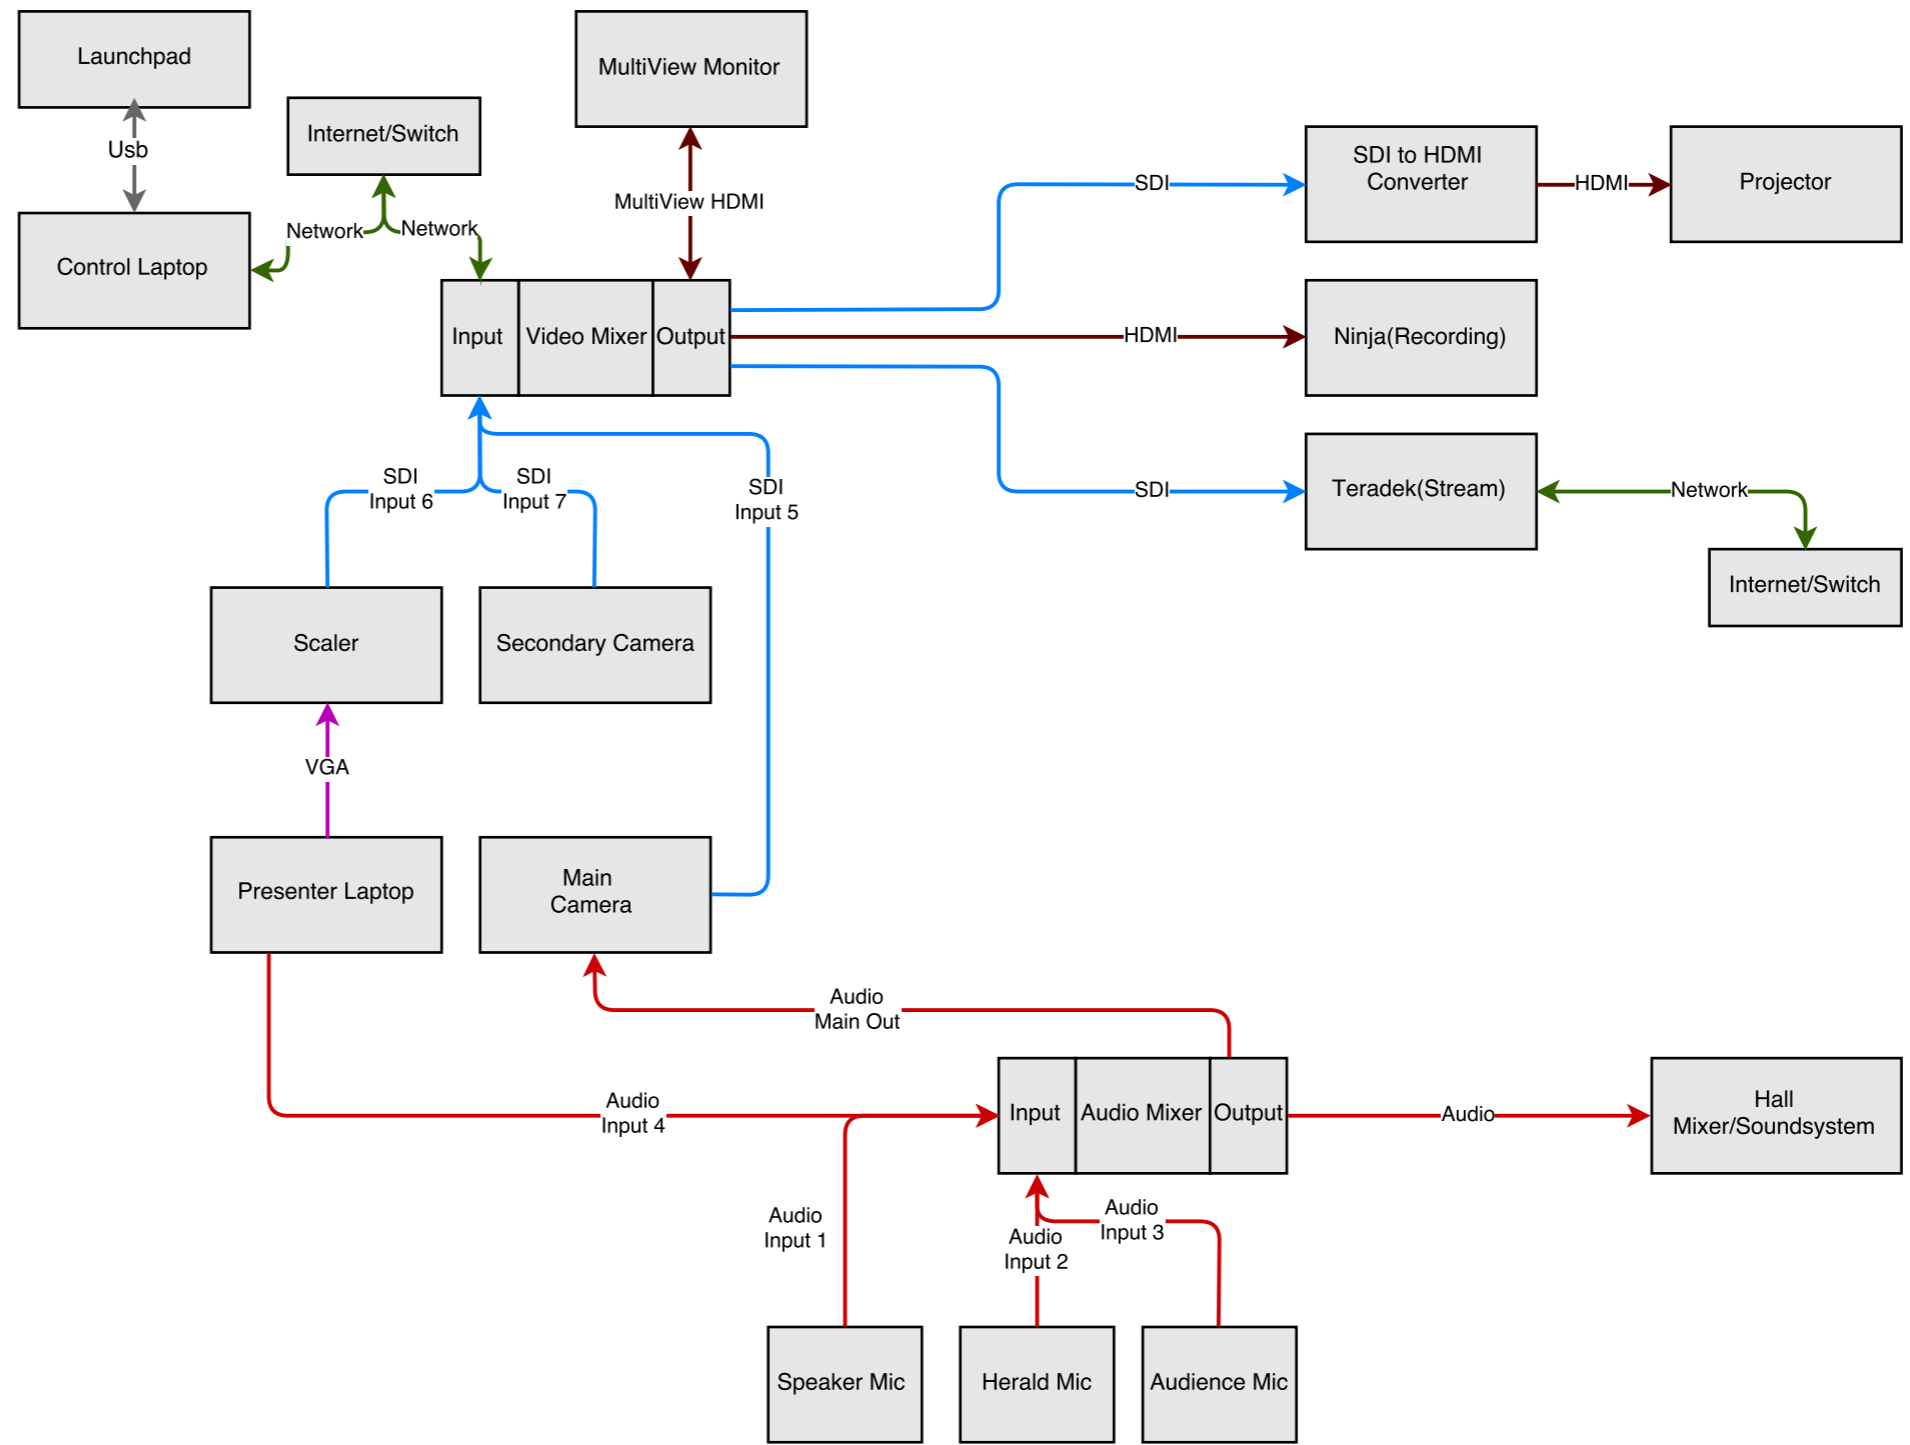 Launchpad
MultiView Monitor
Internet/Switch
Usb
SDI to HDMI
Converter
HDMI
Projector
SDI
MultiView HDMI
Network
Network
Control Laptop
Input
Video Mixer
Output
HDMI
Ninja(Recording)
SDI
Input 6
SDI
Input 7
SDI
Input 5
SDI
Teradek(Stream)
Network
Internet/Switch
Scaler
Secondary Camera
VGA
Presenter Laptop
Main
Camera
Audio
Main Out
Audio
Input 4
Input
Audio Mixer
Output
Audio
Hall
Mixer/Soundsystem
Audio
Input 1
Audio
Input 2
Audio
Input 3
Speaker Mic
Herald Mic
Audience Mic